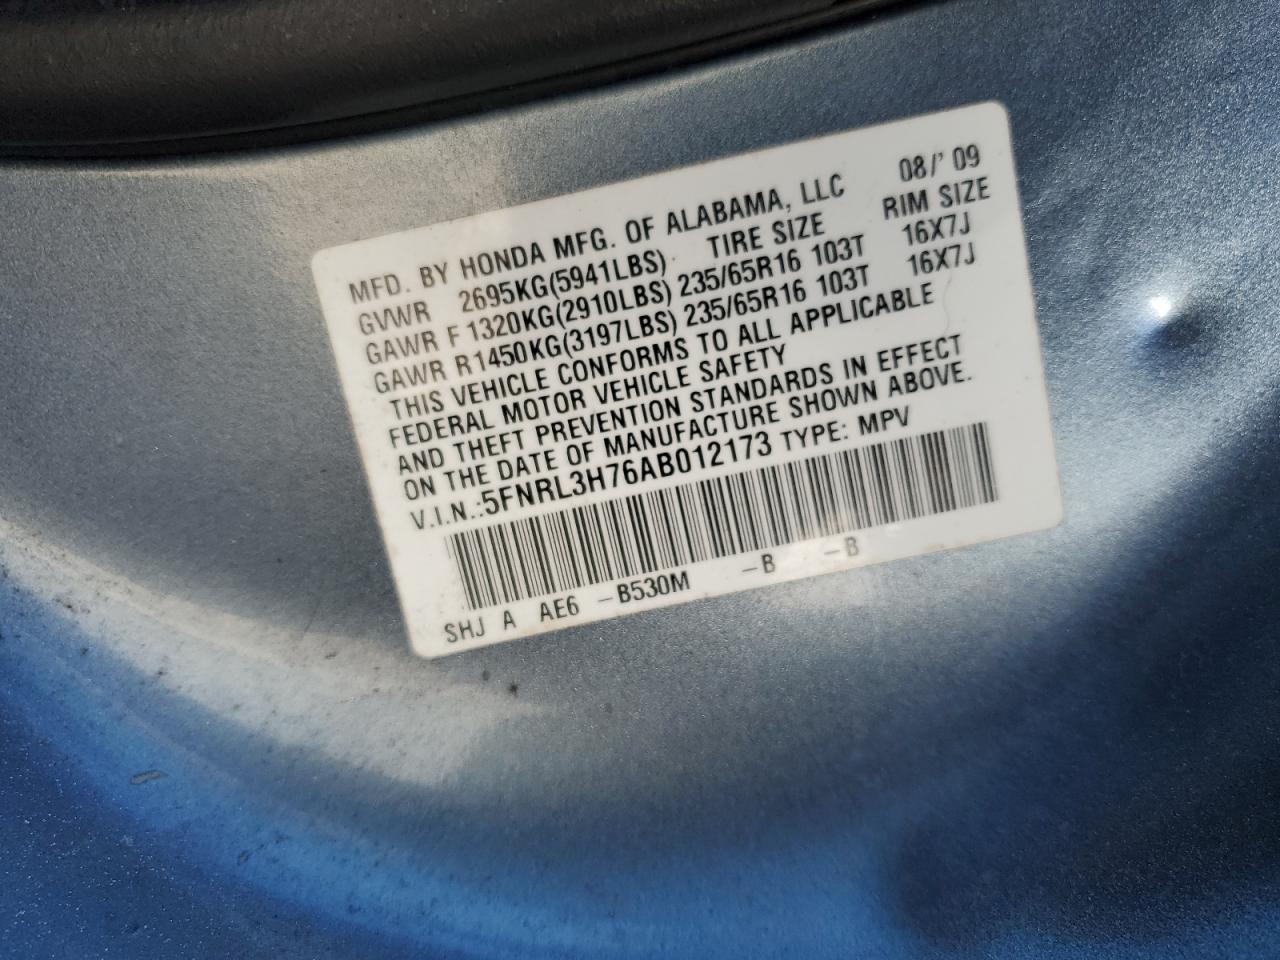 MFD. BY HONDA MFG. OF ALABAMA, LLC 08/' 09
GVWR 2695KG(5941LBS) TIRE SIZE RIM SIZE
GAWR F 1320KG(2910LBS) 235/65R16 103T 16X7J
GAWR R1450KG(3197LBS) 235/65R16 103T 16X7J
THIS VEHICLE CONFORMS TO ALL APPLICABLE
FEDERAL MOTOR VEHICLE SAFETY
AND THEFT PREVENTION STANDARDS IN EFFECT
ON THE DATE OF MANUFACTURE SHOWN ABOVE.
V.I.N.:5FNRL3H76AB012173 TYPE: MPV
SHJ A AE6 -B530M -B -B